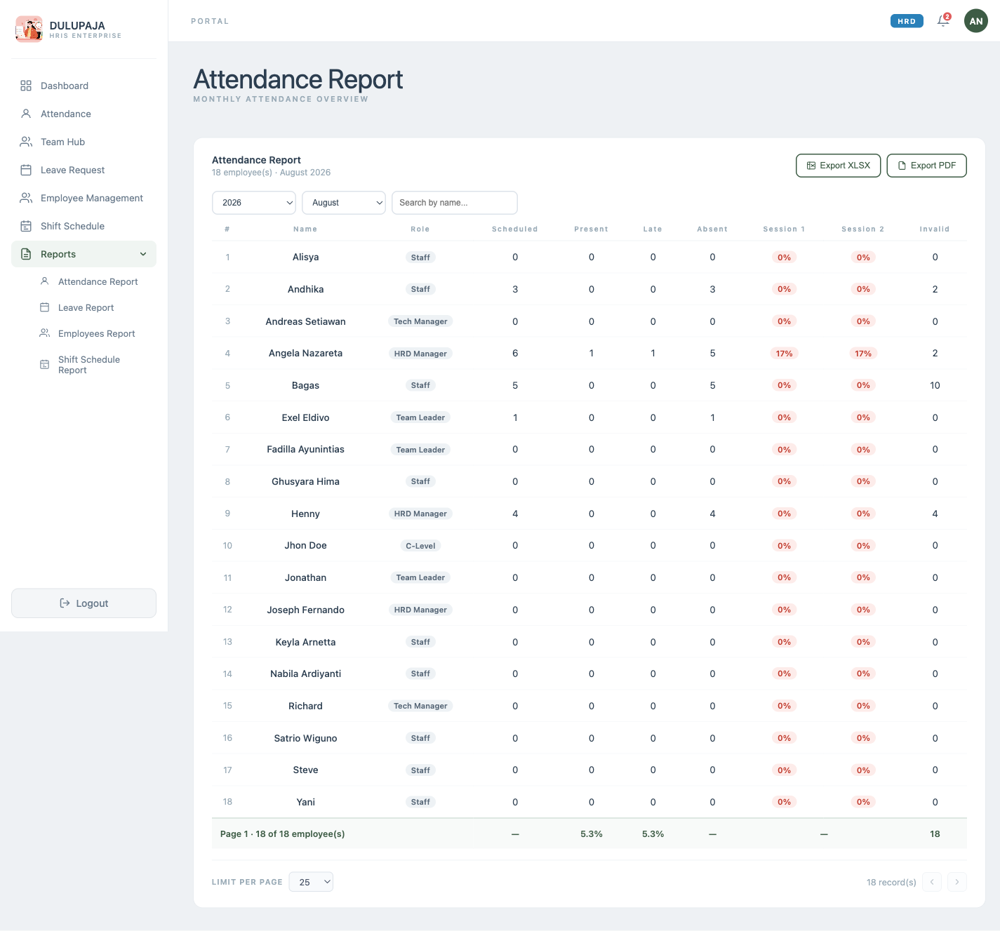 DULUPAJA
HRIS ENTERPRISE
PORTAL
HRD
2
AN
Dashboard
Attendance
Team Hub
Leave Request
Employee Management
Shift Schedule
Reports
Attendance Report
Leave Report
Employees Report
Shift Schedule
Report
Logout
Attendance Report
MONTHLY ATTENDANCE OVERVIEW
Attendance Report
18 employee(s) · August 2026
Export XLSX
Export PDF
2026
August
Search by name...
# Name Role Scheduled Present Late Absent Session 1 Session 2 Invalid
1 Alisya Staff 0 0 0 0 0% 0% 0
2 Andhika Staff 3 0 0 3 0% 0% 2
3 Andreas Setiawan Tech Manager 0 0 0 0 0% 0% 0
4 Angela Nazareta HRD Manager 6 1 1 5 17% 17% 2
5 Bagas Staff 5 0 0 5 0% 0% 10
6 Exel Eldivo Team Leader 1 0 0 1 0% 0% 0
7 Fadilla Ayunintias Team Leader 0 0 0 0 0% 0% 0
8 Ghusyara Hima Staff 0 0 0 0 0% 0% 0
9 Henny HRD Manager 4 0 0 4 0% 0% 4
10 Jhon Doe C-Level 0 0 0 0 0% 0% 0
11 Jonathan Team Leader 0 0 0 0 0% 0% 0
12 Joseph Fernando HRD Manager 0 0 0 0 0% 0% 0
13 Keyla Arnetta Staff 0 0 0 0 0% 0% 0
14 Nabila Ardiyanti Staff 0 0 0 0 0% 0% 0
15 Richard Tech Manager 0 0 0 0 0% 0% 0
16 Satrio Wiguno Staff 0 0 0 0 0% 0% 0
17 Steve Staff 0 0 0 0 0% 0% 0
18 Yani Staff 0 0 0 0 0% 0% 0
Page 1 · 18 of 18 employee(s) — 5.3% 5.3% — — 18
LIMIT PER PAGE 25
18 record(s)